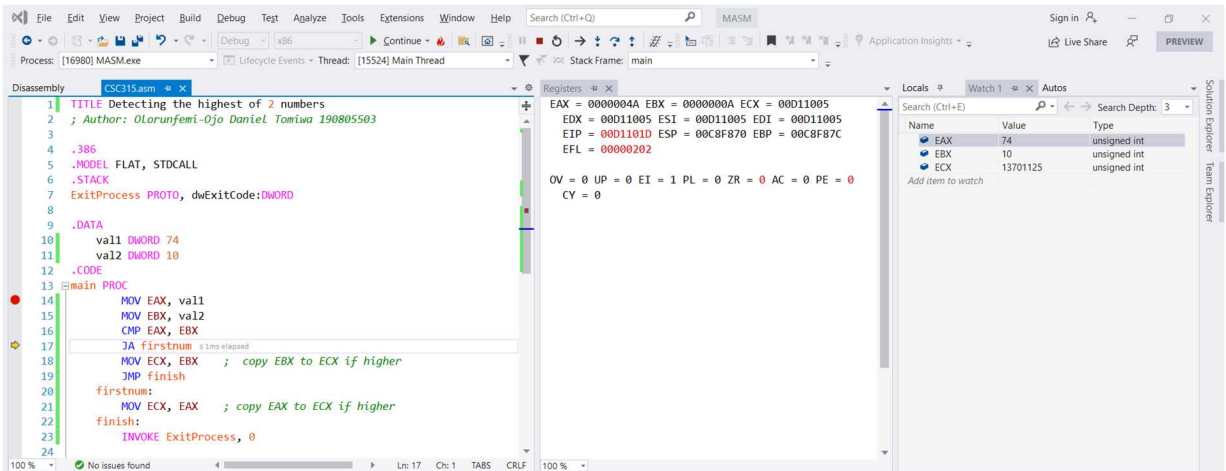 File Edit View Project Build Debug Test Analyze Tools Extensions Window Help Search (Ctrl+Q) MASM Sign in
Debug x86 Continue Application Insights Live Share PREVIEW
Process: [16980] MASM.exe Lifecycle Events Thread: [15524] Main Thread Stack Frame: main
Disassembly CSC315.asm
1 TITLE Detecting the highest of 2 numbers
2 ; Author: Olorunfemi-Ojo Daniel Tomiwa 190805503
3
4 .386
5 .MODEL FLAT, STDCALL
6 .STACK
7 ExitProcess PROTO, dwExitCode:DWORD
8
9 .DATA
10 val1 DWORD 74
11 val2 DWORD 10
12 .CODE
13 main PROC
14 MOV EAX, val1
15 MOV EBX, val2
16 CMP EAX, EBX
17 JA firstnum ≤ 1ms elapsed
18 MOV ECX, EBX ; copy EBX to ECX if higher
19 JMP finish
20 firstnum:
21 MOV ECX, EAX ; copy EAX to ECX if higher
22 finish:
23 INVOKE ExitProcess, 0
24
100 % No issues found Ln: 17 Ch: 1 TABS CRLF
Registers
EAX = 0000004A EBX = 0000000A ECX = 00D11005
EDX = 00D11005 ESI = 00D11005 EDI = 00D11005
EIP = 00D1101D ESP = 00C8F870 EBP = 00C8F87C
EFL = 00000202
OV = 0 UP = 0 EI = 1 PL = 0 ZR = 0 AC = 0 PE = 0
CY = 0
100 %
Locals Watch 1 Autos
Search (Ctrl+E) Search Depth: 3
Name Value Type
EAX 74 unsigned int
EBX 10 unsigned int
ECX 13701125 unsigned int
Add item to watch
Solution Explorer
Team Explorer